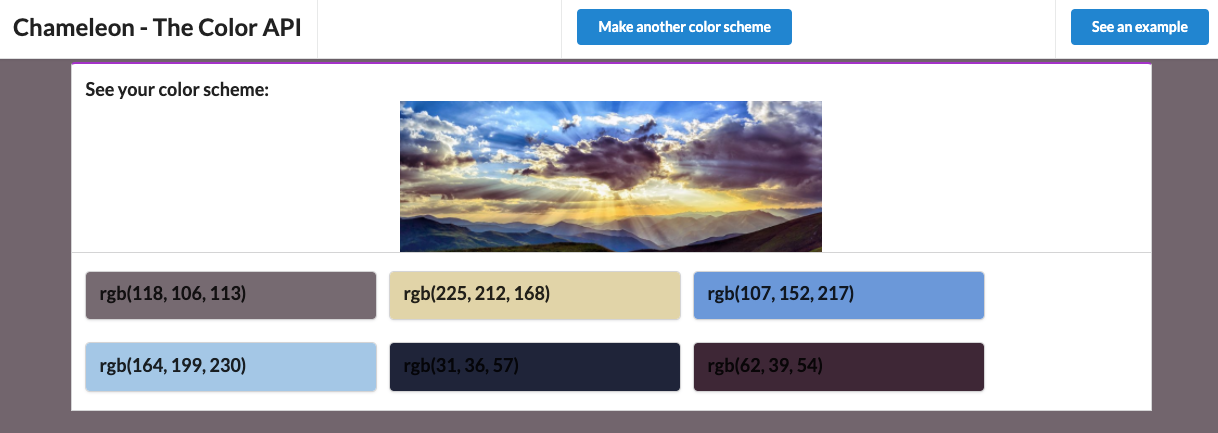 Chameleon - The Color API
Make another color scheme
See an example
See your color scheme:
rgb(118, 106, 113)
rgb(225, 212, 168)
rgb(107, 152, 217)
rgb(164, 199, 230)
rgb(31, 36, 57)
rgb(62, 39, 54)